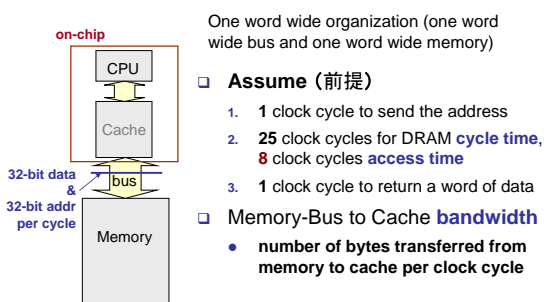 on-chip
CPU
Cache
32-bit data
&
32-bit addr
per cycle
bus
Memory
One word wide organization (one word
wide bus and one word wide memory)
Assume（前提）
1. 1 clock cycle to send the address
2. 25 clock cycles for DRAM cycle time,
8 clock cycles access time
3. 1 clock cycle to return a word of data
Memory-Bus to Cache bandwidth
number of bytes transferred from
memory to cache per clock cycle